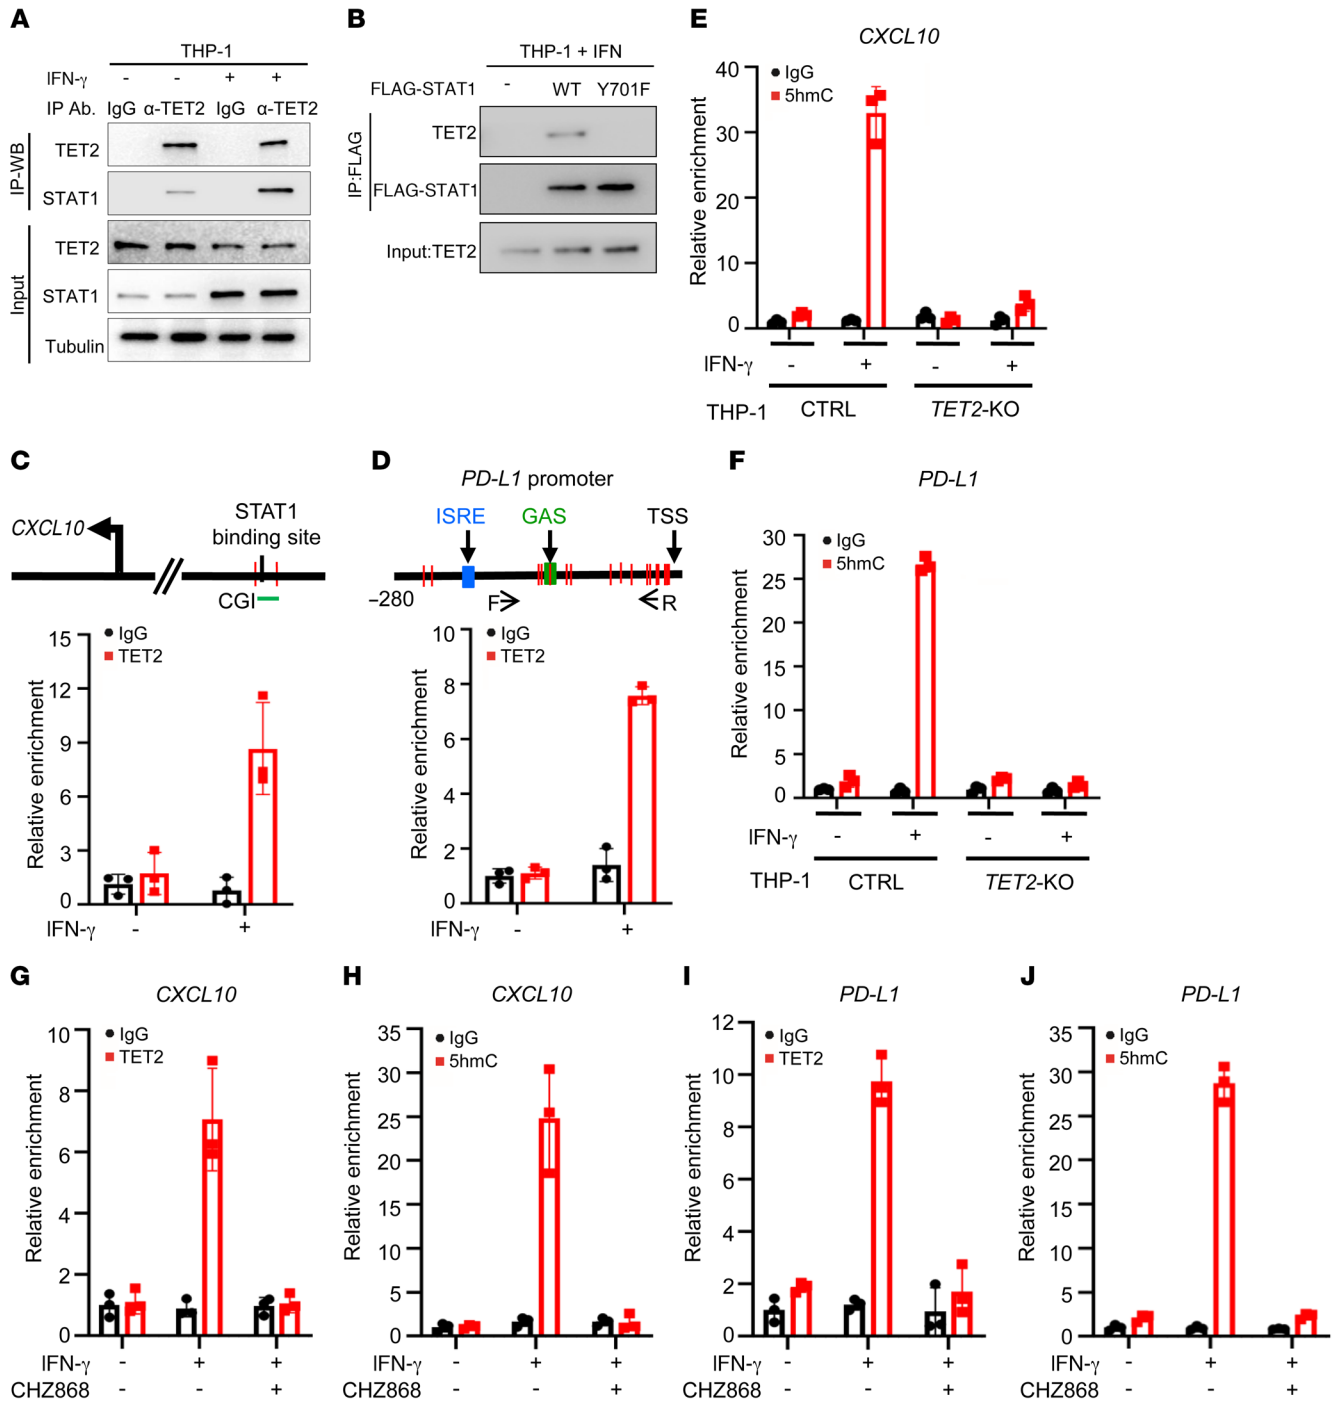 A
THP-1
IFN-γ - - + +
IP Ab. IgG α-TET2 IgG α-TET2
IP-WB
TET2
STAT1
Input
TET2
STAT1
Tubulin
B
THP-1 + IFN
FLAG-STAT1 - WT Y701F
IP:FLAG
TET2
FLAG-STAT1
Input:TET2
E
CXCL10
IgG
5hmC
Relative enrichment
40
30
20
10
0
IFN-γ - + - +
THP-1 CTRL TET2-KO
C
CXCL10
STAT1
binding site
CGI
IgG
TET2
Relative enrichment
15
12
9
6
3
0
IFN-γ - +
D
PD-L1 promoter
ISRE GAS TSS
–280
F R
IgG
TET2
Relative enrichment
10
8
6
4
2
0
IFN-γ - +
F
PD-L1
IgG
5hmC
Relative enrichment
30
25
20
15
10
5
0
IFN-γ - + - +
THP-1 CTRL TET2-KO
G
CXCL10
IgG
TET2
Relative enrichment
10
8
6
4
2
0
IFN-γ - + +
CHZ868 - - +
H
CXCL10
IgG
5hmC
Relative enrichment
35
30
25
20
15
10
5
0
IFN-γ - + +
CHZ868 - - +
I
PD-L1
IgG
TET2
Relative enrichment
12
10
8
6
4
2
0
IFN-γ - + +
CHZ868 - - +
J
PD-L1
IgG
5hmC
Relative enrichment
35
30
25
20
15
10
5
0
IFN-γ - + +
CHZ868 - - +